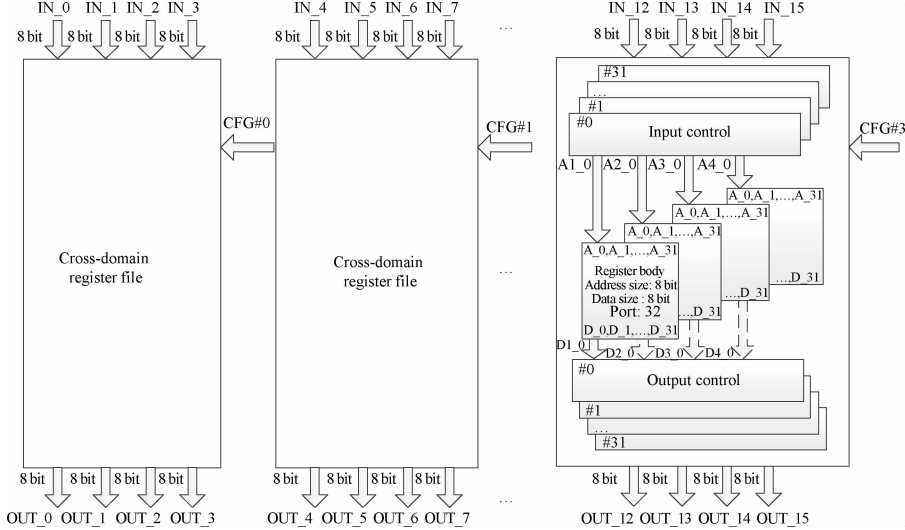 IN_0 IN_1 IN_2 IN_3 IN_4 IN_5 IN_6 IN_7 IN_12 IN_13 IN_14 IN_15
8 bit 8 bit 8 bit 8 bit 8 bit 8 bit 8 bit 8 bit ... 8 bit 8 bit 8 bit 8 bit
#31
...
#1
#0
Input control
CFG#0 CFG#1 CFG#3
A1_0 A2_0 A3_0 A4_0
A_0,A_1,...,A_31
A_0,A_1,...,A_31
A_0,A_1,...,A_31
A_0,A_1,...,A_31
Cross-domain
register file
Cross-domain
register file
...
Register body
Address size: 8 bit
Data size : 8 bit
Port: 32
...,D_31
...,D_31
...,D_31
D_0,D_1,...,D_31
D1_0 D2_0 D3_0 D4_0
#0
Output control
#1
...
#31
8 bit 8 bit 8 bit 8 bit 8 bit 8 bit 8 bit 8 bit ... 8 bit 8 bit 8 bit 8 bit
OUT_0 OUT_1 OUT_2 OUT_3 OUT_4 OUT_5 OUT_6 OUT_7 OUT_12 OUT_13 OUT_14 OUT_15